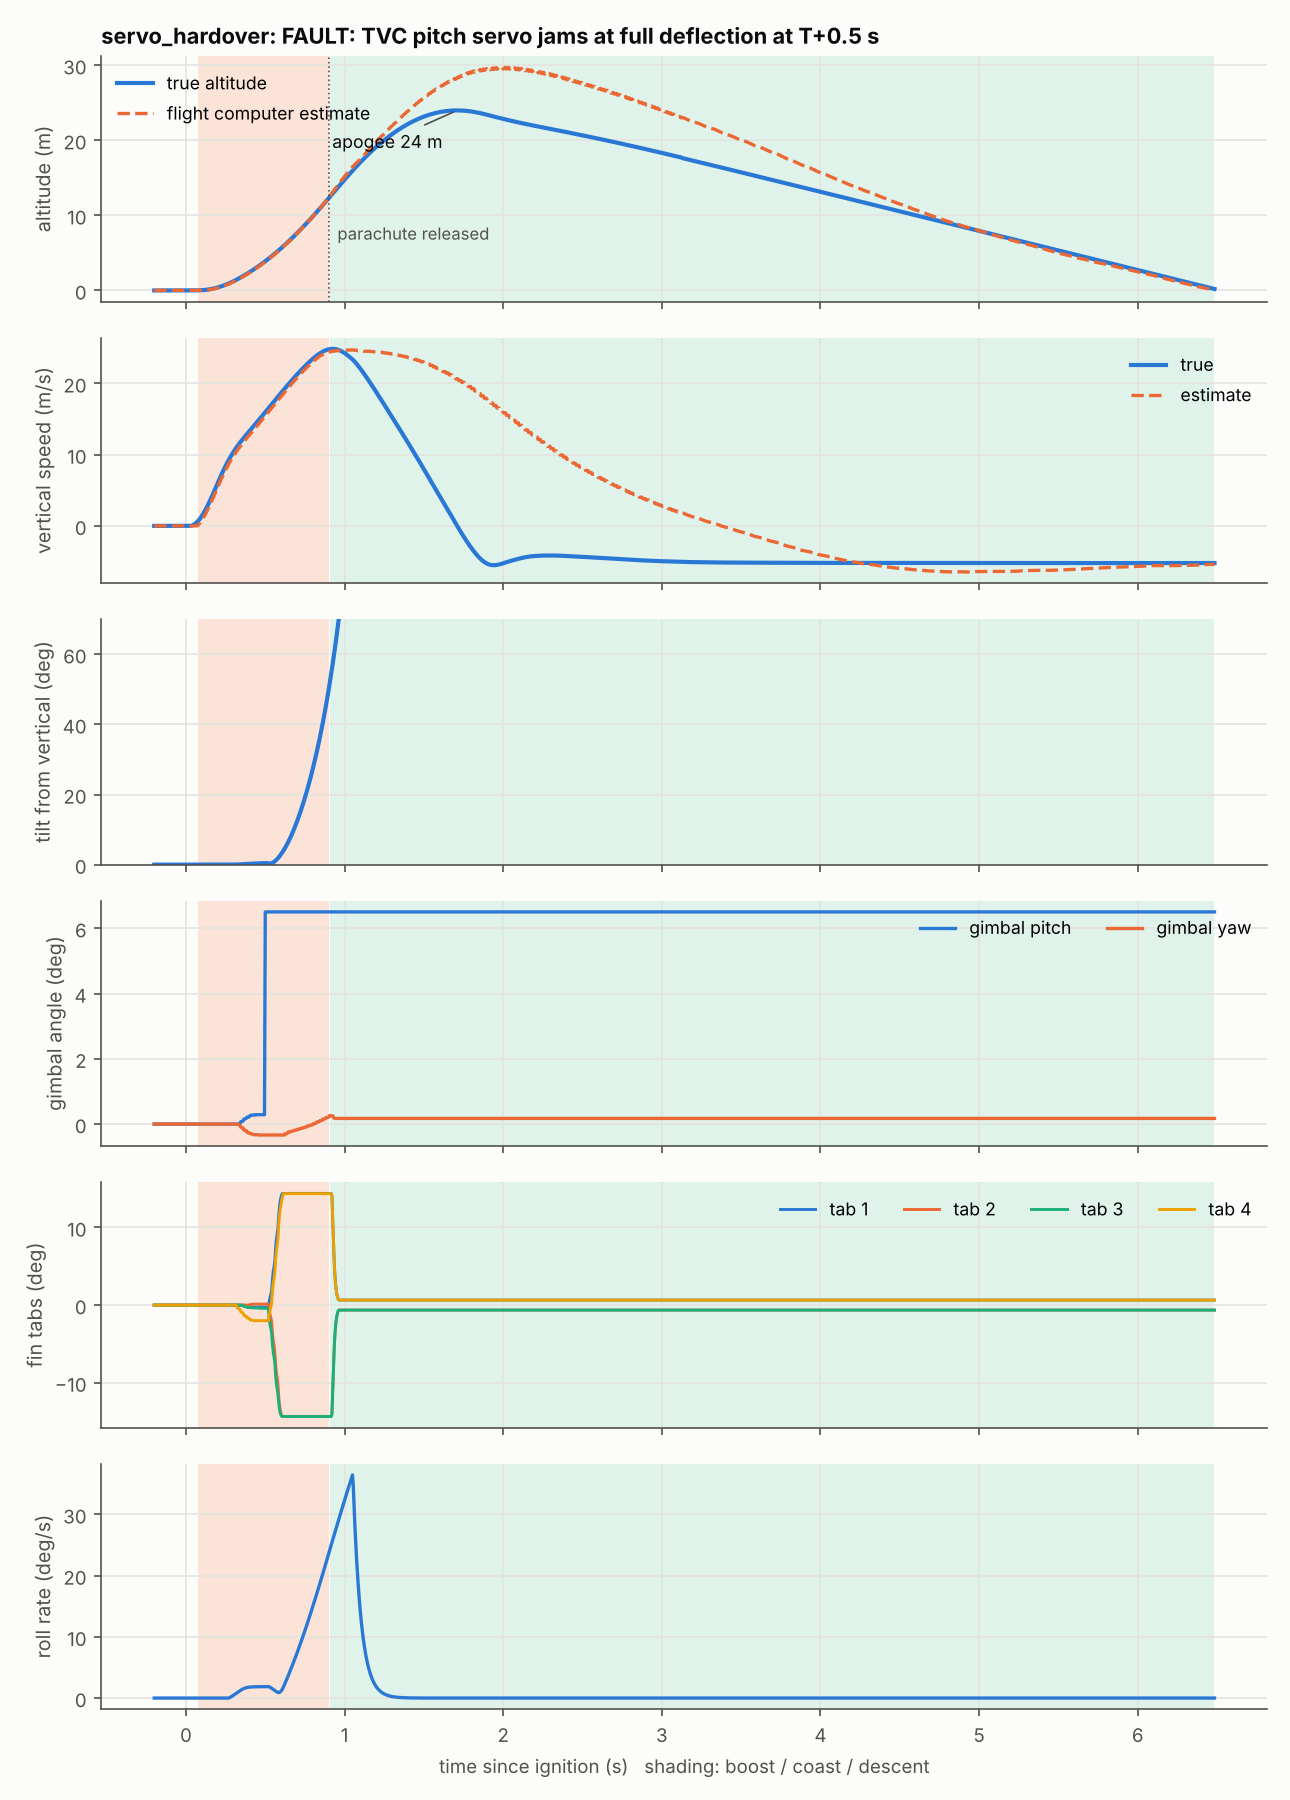 servo_hardover: FAULT: TVC pitch servo jams at full deflection at T+0.5 s
altitude (m)
30
20
10
0
true altitude
flight computer estimate
apogee 24 m
parachute released
vertical speed (m/s)
20
10
0
true
estimate
tilt from vertical (deg)
60
40
20
0
gimbal angle (deg)
6
4
2
0
gimbal pitch
gimbal yaw
fin tabs (deg)
10
0
−10
tab 1
tab 2
tab 3
tab 4
roll rate (deg/s)
30
20
10
0
0 1 2 3 4 5 6
time since ignition (s)   shading: boost / coast / descent